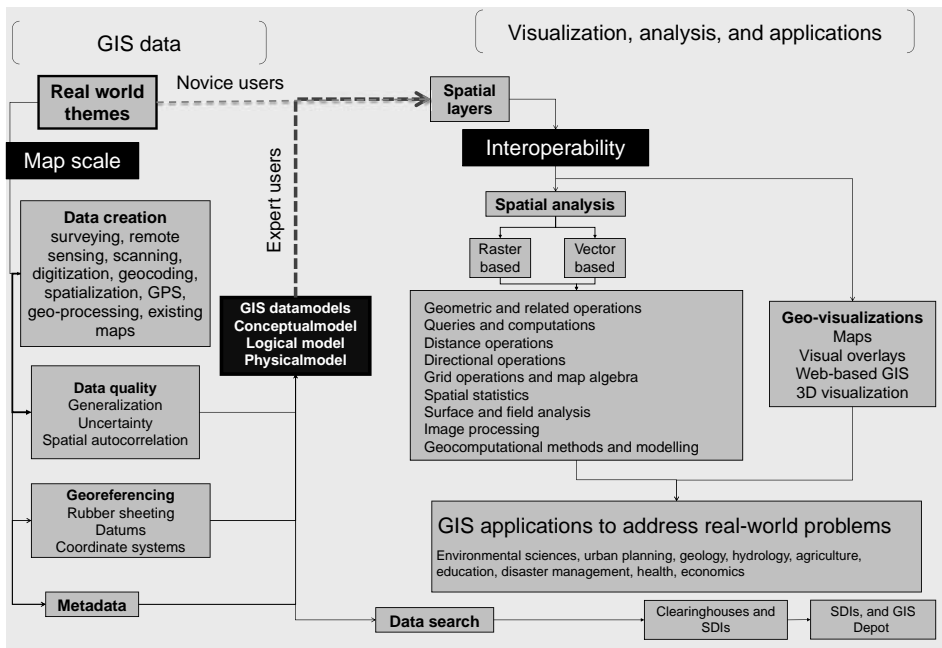 GIS data
Visualization, analysis, and applications
Real world
themes
Novice users
Spatial
layers
Map scale
Interoperability
Expert users
Data creation
surveying, remote
sensing, scanning,
digitization, geocoding,
spatialization, GPS,
geo-processing, existing
maps
Spatial analysis
Raster
based
Vector
based
GIS datamodels
Conceptualmodel
Logical model
Physicalmodel
Geometric and related operations
Queries and computations
Distance operations
Directional operations
Grid operations and map algebra
Spatial statistics
Surface and field analysis
Image processing
Geocomputational methods and modelling
Geo-visualizations
Maps
Visual overlays
Web-based GIS
3D visualization
Data quality
Generalization
Uncertainty
Spatial autocorrelation
Georeferencing
Rubber sheeting
Datums
Coordinate systems
GIS applications to address real-world problems
Environmental sciences, urban planning, geology, hydrology, agriculture,
education, disaster management, health, economics
Metadata
Data search
Clearinghouses and
SDIs
SDIs, and GIS
Depot